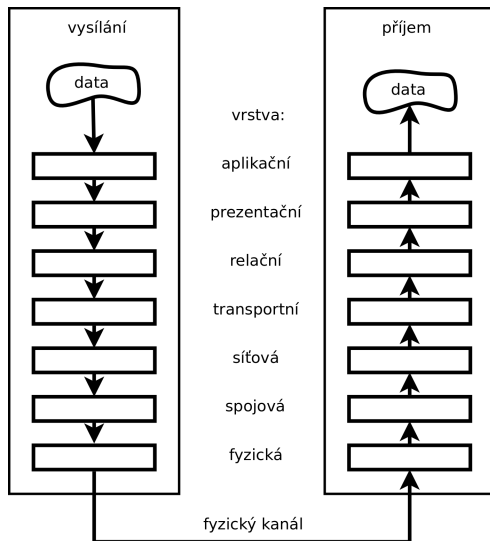 vysílání
příjem
data
data
vrstva:
aplikační
prezentační
relační
transportní
síťová
spojová
fyzická
fyzický kanál